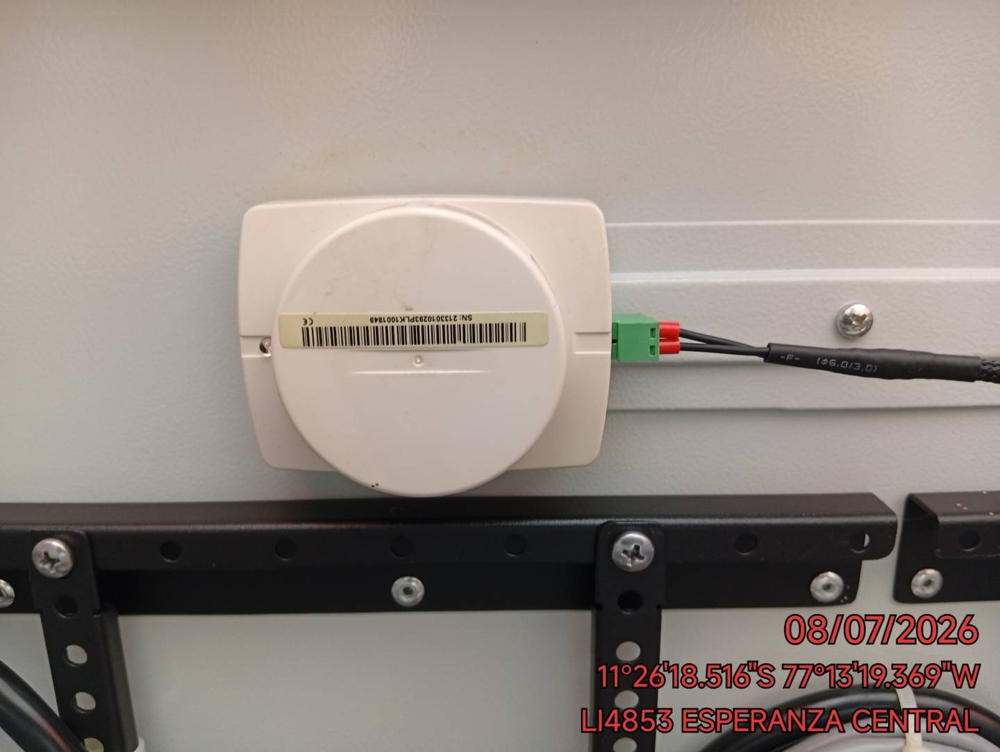 SN: 2133010293PLK1001849
CE
-F- (Φ6.0/3.0)
08/07/2026
11°26'18.516"S 77°13'19.369"W
LI4853 ESPERANZA CENTRAL